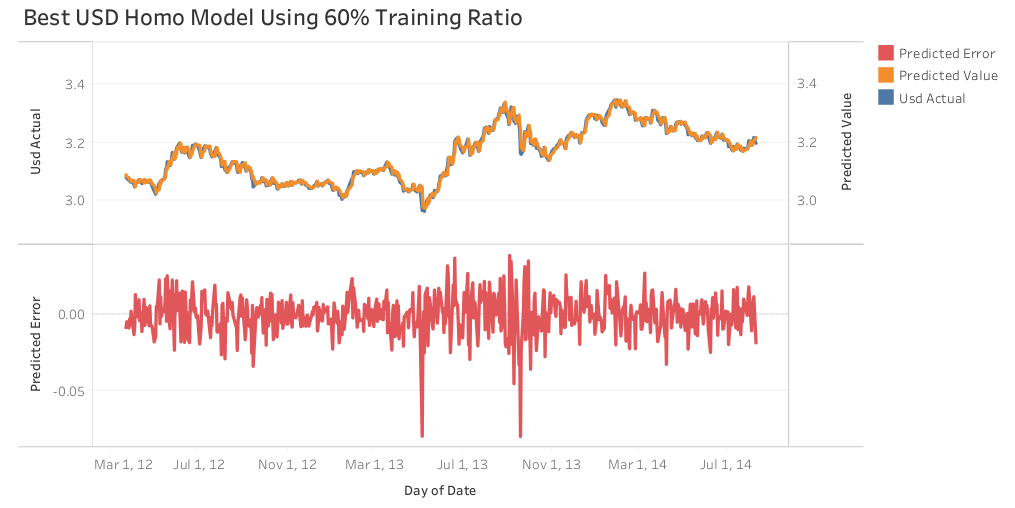 Best USD Homo Model Using 60% Training Ratio
Predicted Error
Predicted Value
Usd Actual
Usd Actual
3.4
3.2
3.0
3.4
3.2
3.0
Predicted Value
Predicted Error
0.00
-0.05
Mar 1, 12 Jul 1, 12 Nov 1, 12 Mar 1, 13 Jul 1, 13 Nov 1, 13 Mar 1, 14 Jul 1, 14
Day of Date